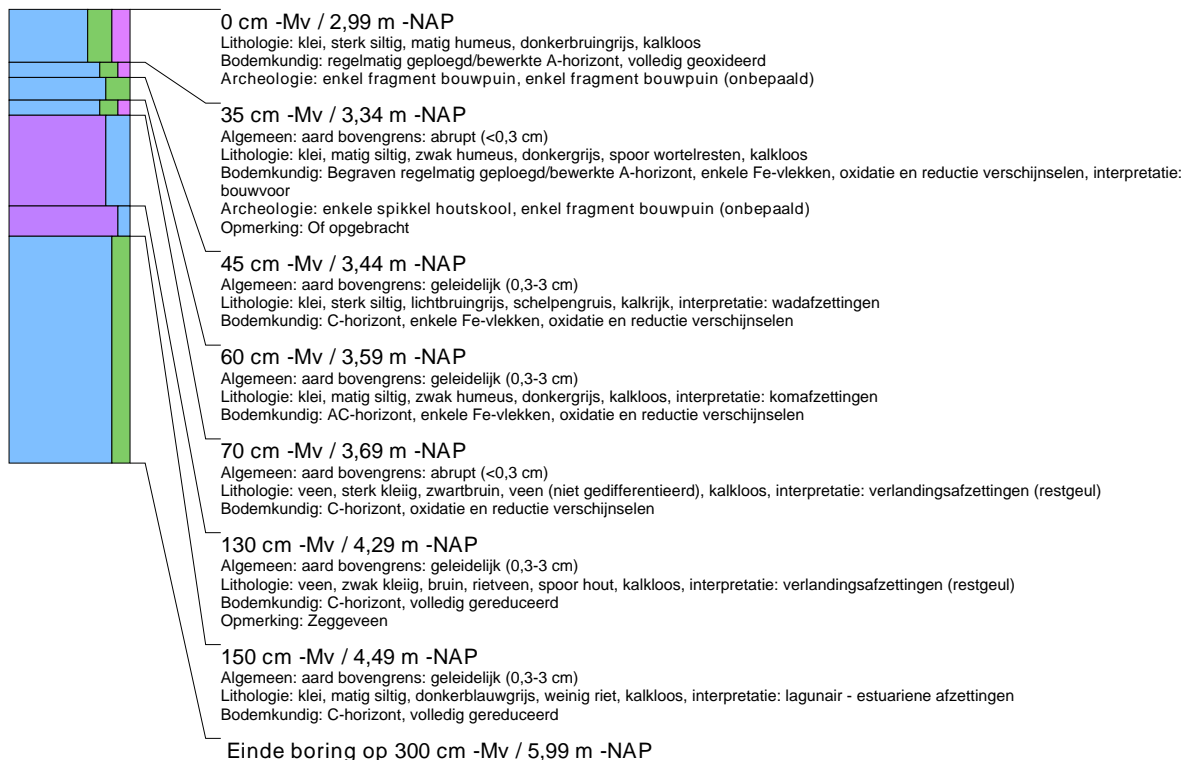 0 cm -Mv / 2,99 m -NAP
Lithologie: klei, sterk siltig, matig humeus, donkerbruingrijs, kalkloos
Bodemkundig: regelmatig geploegd/bewerkte A-horizont, volledig geoxideerd
Archeologie: enkel fragment bouwpuin, enkel fragment bouwpuin (onbepaald)
35 cm -Mv / 3,34 m -NAP
Algemeen: aard bovengrens: abrupt (<0,3 cm)
Lithologie: klei, matig siltig, zwak humeus, donkergrijs, spoor wortelresten, kalkloos
Bodemkundig: Begraven regelmatig geploegd/bewerkte A-horizont, enkele Fe-vlekken, oxidatie en reductie verschijnselen, interpretatie:
bouwvoor
Archeologie: enkele spikkel houtskool, enkel fragment bouwpuin (onbepaald)
Opmerking: Of opgebracht
45 cm -Mv / 3,44 m -NAP
Algemeen: aard bovengrens: geleidelijk (0,3-3 cm)
Lithologie: klei, sterk siltig, lichtbruingrijs, schelpengruis, kalkrijk, interpretatie: wadafzettingen
Bodemkundig: C-horizont, enkele Fe-vlekken, oxidatie en reductie verschijnselen
60 cm -Mv / 3,59 m -NAP
Algemeen: aard bovengrens: geleidelijk (0,3-3 cm)
Lithologie: klei, matig siltig, zwak humeus, donkergrijs, kalkloos, interpretatie: komafzettingen
Bodemkundig: AC-horizont, enkele Fe-vlekken, oxidatie en reductie verschijnselen
70 cm -Mv / 3,69 m -NAP
Algemeen: aard bovengrens: abrupt (<0,3 cm)
Lithologie: veen, sterk kleiig, zwartbruin, veen (niet gedifferentieerd), kalkloos, interpretatie: verlandingsafzettingen (restgeul)
Bodemkundig: C-horizont, oxidatie en reductie verschijnselen
130 cm -Mv / 4,29 m -NAP
Algemeen: aard bovengrens: geleidelijk (0,3-3 cm)
Lithologie: veen, zwak kleiig, bruin, rietveen, spoor hout, kalkloos, interpretatie: verlandingsafzettingen (restgeul)
Bodemkundig: C-horizont, volledig gereduceerd
Opmerking: Zeggeveen
150 cm -Mv / 4,49 m -NAP
Algemeen: aard bovengrens: geleidelijk (0,3-3 cm)
Lithologie: klei, matig siltig, donkerblauwgrijs, weinig riet, kalkloos, interpretatie: lagunair - estuariene afzettingen
Bodemkundig: C-horizont, volledig gereduceerd
Einde boring op 300 cm -Mv / 5,99 m -NAP